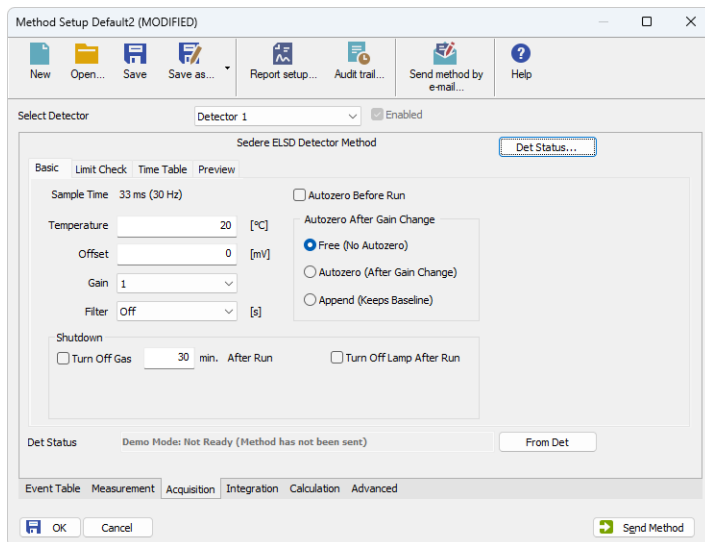 Method Setup Default2 (MODIFIED)
New Open... Save Save as... Report setup... Audit trail... Send method by e-mail... Help
Select Detector Detector 1 Enabled
Sedere ELSD Detector Method Det Status...
Basic Limit Check Time Table Preview
Sample Time 33 ms (30 Hz) Autozero Before Run
Temperature 20 [°C] Autozero After Gain Change
Offset 0 [mV] Free (No Autozero)
Gain 1 Autozero (After Gain Change)
Filter Off [s] Append (Keeps Baseline)
Shutdown
Turn Off Gas 30 min. After Run Turn Off Lamp After Run
Det Status Demo Mode: Not Ready (Method has not been sent) From Det
Event Table Measurement Acquisition Integration Calculation Advanced
OK Cancel Send Method